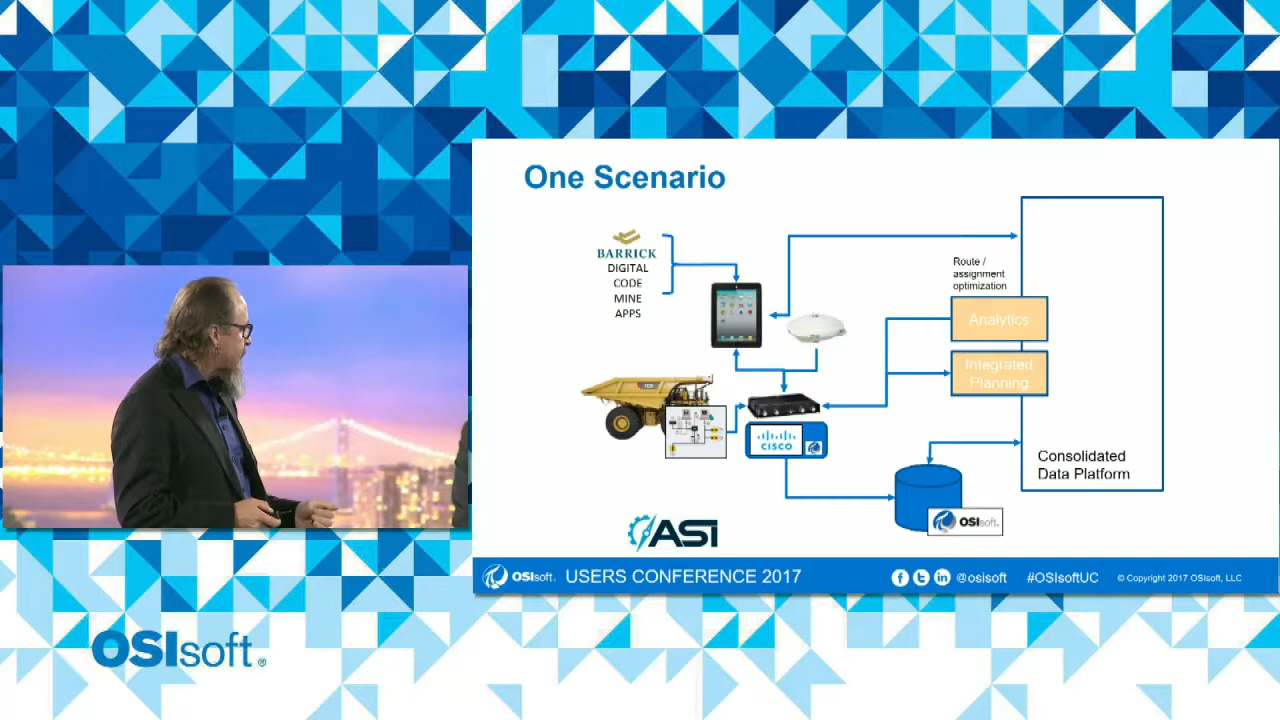 One Scenario
BARRICK
DIGITAL
CODE
MINE
APPS
Route /
assignment
optimization
Analytics
Integrated
Planning
CISCO
Consolidated
Data Platform
OSIsoft.
ASI
OSIsoft. USERS CONFERENCE 2017
@osisoft #OSIsoftUC © Copyright 2017 OSIsoft, LLC
OSIsoft®